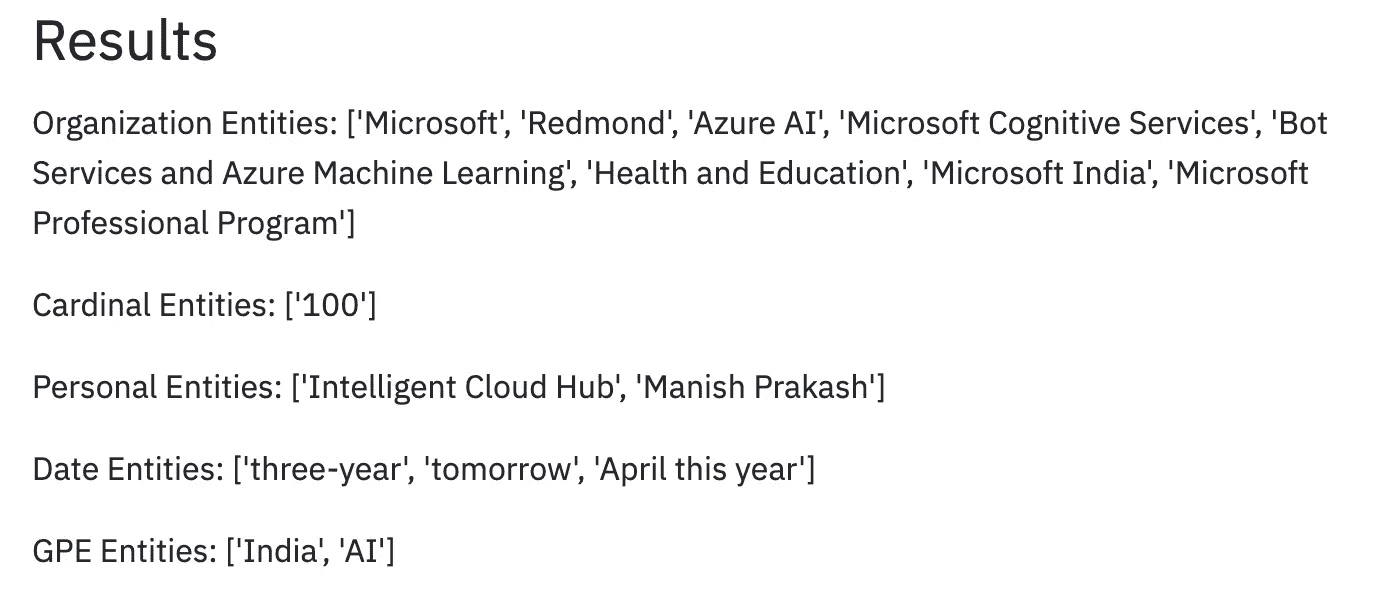 Results
Organization Entities: ['Microsoft', 'Redmond', 'Azure AI', 'Microsoft Cognitive Services', 'Bot
Services and Azure Machine Learning', 'Health and Education', 'Microsoft India', 'Microsoft
Professional Program']
Cardinal Entities: ['100']
Personal Entities: ['Intelligent Cloud Hub', 'Manish Prakash']
Date Entities: ['three-year', 'tomorrow', 'April this year']
GPE Entities: ['India', 'AI']